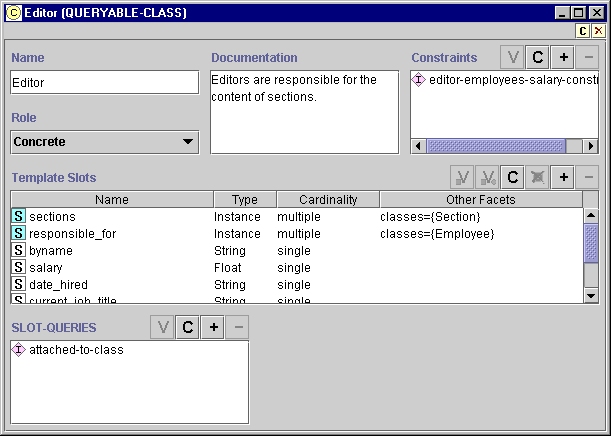 C Editor (QUERYABLE-CLASS)
C
Name Documentation Constraints V C + −
Editor
Editors are responsible for the
content of sections.
I editor-employees-salary-constr
Role
Concrete
Template Slots V V C + −
Name Type Cardinality Other Facets
S sections Instance multiple classes={Section}
S responsible_for Instance multiple classes={Employee}
S byname String single
S salary Float single
S date_hired String single
S current_job_title String single
SLOT-QUERIES V C + −
I attached-to-class